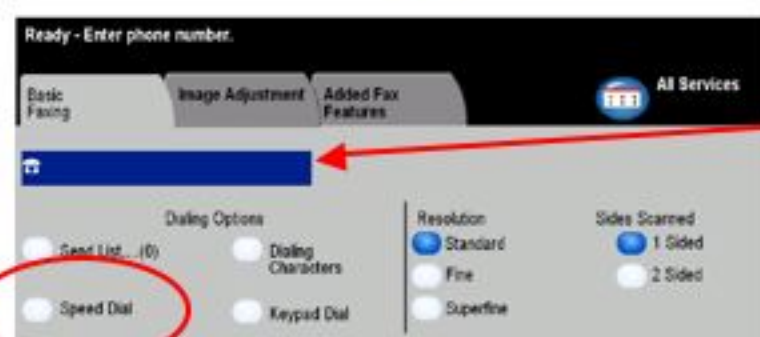 Ready - Enter phone number.
Basic
Faxing
Image Adjustment
Added Fax
Features
All Services
Dialing Options
Send List...(0)
Dialing
Characters
Speed Dial
Keypad Dial
Resolution
Standard
Fine
Superfine
Sides Scanned
1 Sided
2 Sided